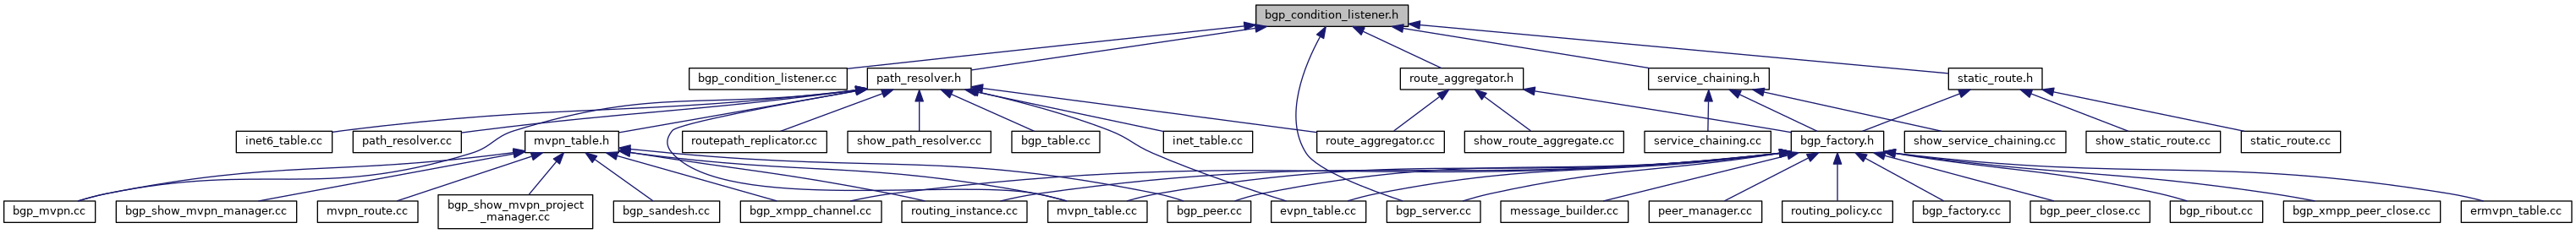 bgp_condition_listener.h
bgp_condition_listener.cc
path_resolver.h
route_aggregator.h
service_chaining.h
static_route.h
inet6_table.cc
path_resolver.cc
mvpn_table.h
routepath_replicator.cc
show_path_resolver.cc
bgp_table.cc
inet_table.cc
route_aggregator.cc
show_route_aggregate.cc
service_chaining.cc
bgp_factory.h
show_service_chaining.cc
show_static_route.cc
static_route.cc
bgp_mvpn.cc
bgp_show_mvpn_manager.cc
mvpn_route.cc
bgp_show_mvpn_project
_manager.cc
bgp_sandesh.cc
bgp_xmpp_channel.cc
routing_instance.cc
mvpn_table.cc
bgp_peer.cc
evpn_table.cc
bgp_server.cc
message_builder.cc
peer_manager.cc
routing_policy.cc
bgp_factory.cc
bgp_peer_close.cc
bgp_ribout.cc
bgp_xmpp_peer_close.cc
ermvpn_table.cc